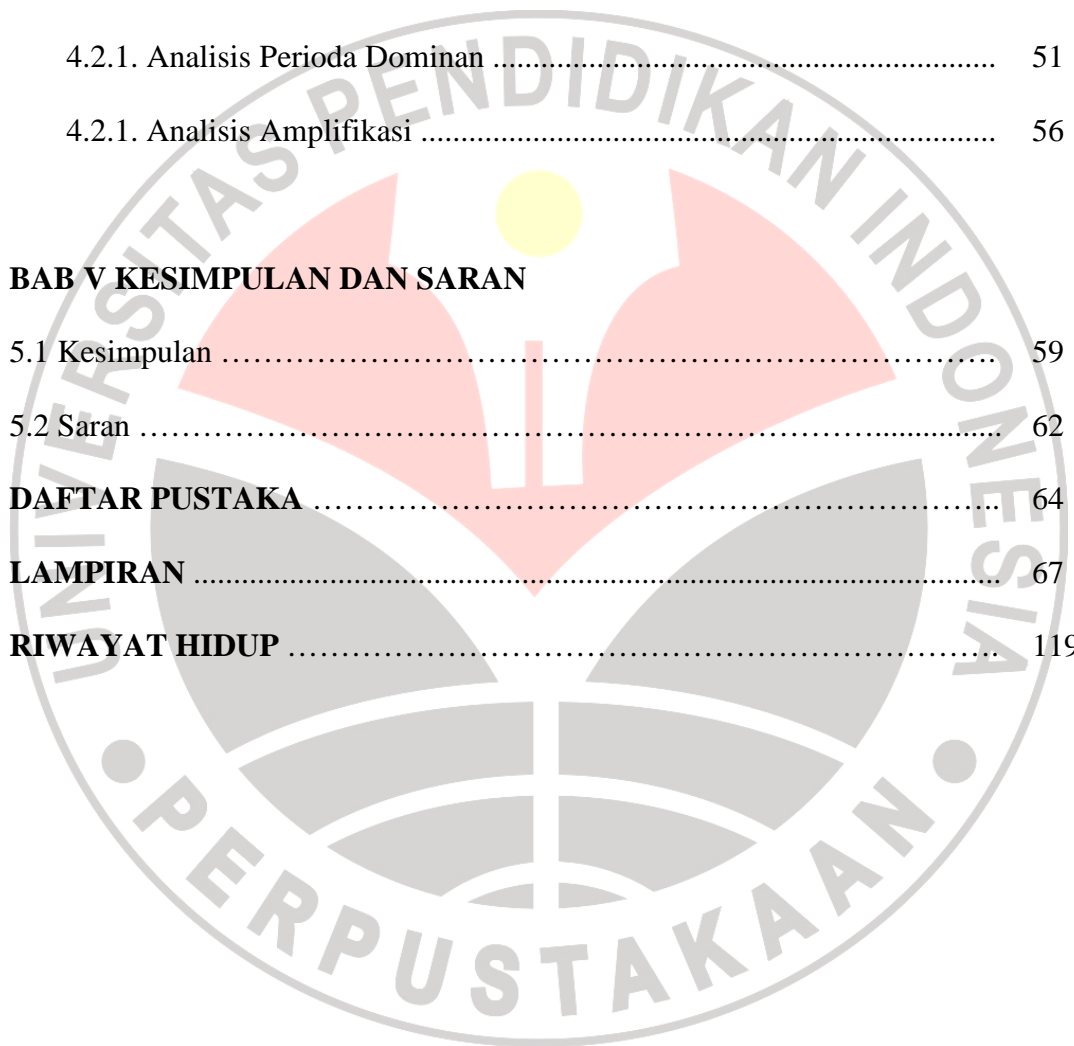 4.2.1. Analisis Perioda Dominan ........................................................................ 51
4.2.1. Analisis Amplifikasi .................................................................................. 56
BAB V KESIMPULAN DAN SARAN
5.1 Kesimpulan ……………………………………………………………………. 59
5.2 Saran ………………………………………………………………................. 62
DAFTAR PUSTAKA ………………………………………………………….. 64
LAMPIRAN .................................................................................................... 67
RIWAYAT HIDUP ……………………………………………………………. 119
UNIVERSITAS PENDIDIKAN INDONESIA
PERPUSTAKAAN